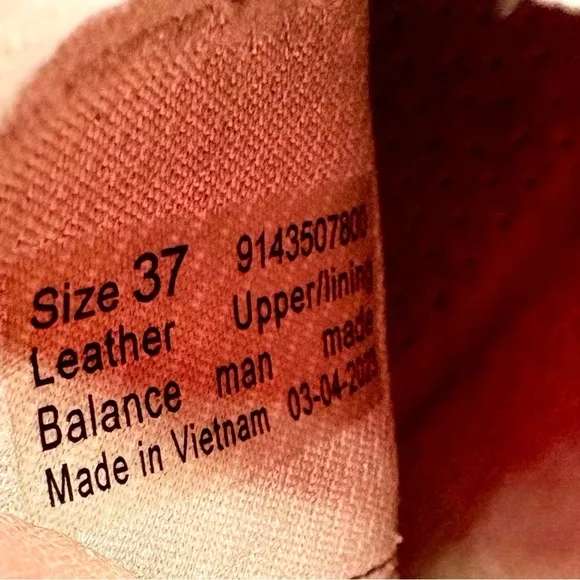 Size 37 9143507800
Leather Upper/lining
Balance man made
Made in Vietnam 03-04-2023